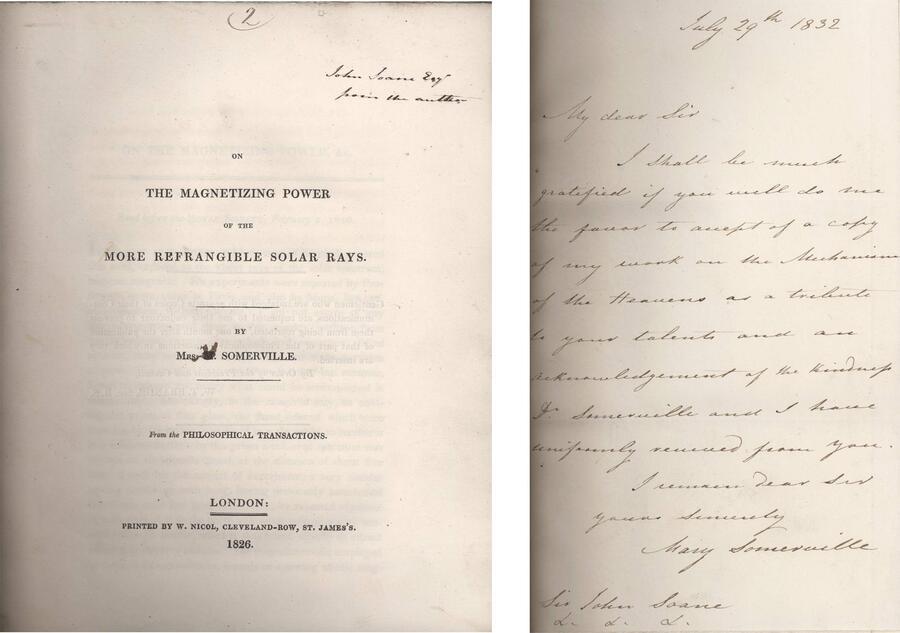 2
John Soane Esqr
from the author
ON
THE MAGNETIZING POWER
OF THE
MORE REFRANGIBLE SOLAR RAYS.
BY
Mrs. SOMERVILLE.
From the PHILOSOPHICAL TRANSACTIONS.
LONDON:
PRINTED BY W. NICOL, CLEVELAND-ROW, ST. JAMES'S.
1826.
July 29th 1832
My dear Sir
I shall be much
gratified if you will do me
the favor to accept of a copy
of my work on the Mechanism
of the Heavens as a tribute
to your talents and an
acknowledgement of the kindness
Dr Somerville and I have
uniformly received from you.
I remain dear Sir
yours sincerely
Mary Somerville
Sir John Soane